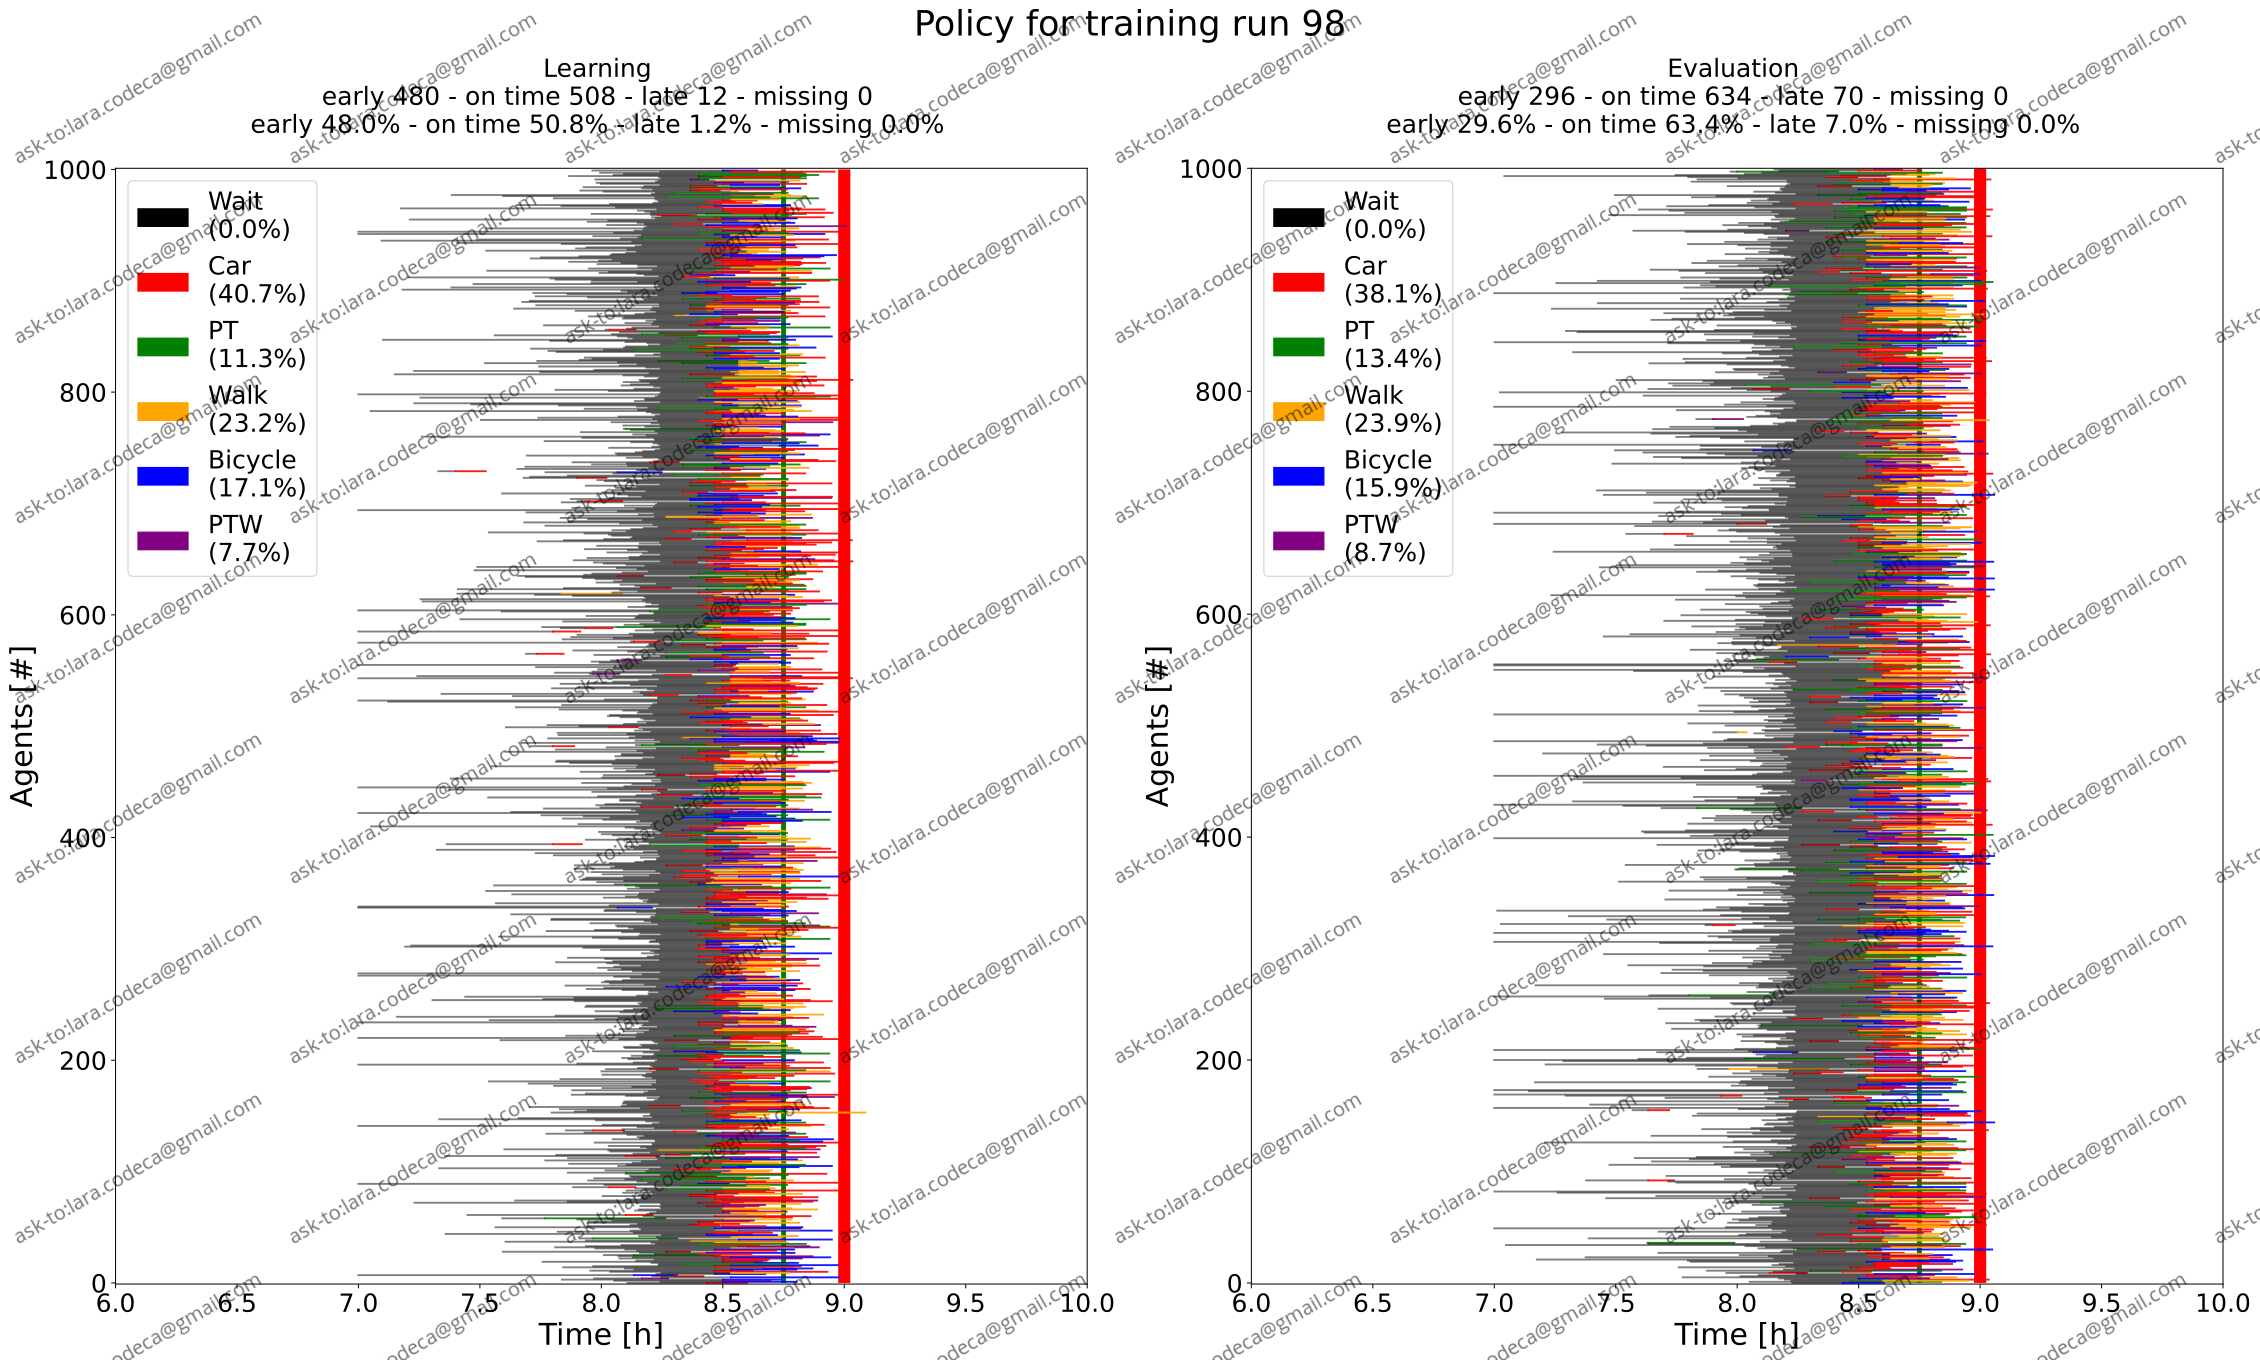 Policy for training run 98
Learning
early 480 - on time 508 - late 12 - missing 0
early 48.0% - on time 50.8% - late 1.2% - missing 0.0%
1000
800
600
400
200
0
Agents [#]
Wait
(0.0%)
Car
(40.7%)
PT
(11.3%)
Walk
(23.2%)
Bicycle
(17.1%)
PTW
(7.7%)
6.0 6.5 7.0 7.5 8.0 8.5 9.0 9.5 10.0
Time [h]
Evaluation
early 296 - on time 634 - late 70 - missing 0
early 29.6% - on time 63.4% - late 7.0% - missing 0.0%
1000
800
600
400
200
0
Agents [#]
Wait
(0.0%)
Car
(38.1%)
PT
(13.4%)
Walk
(23.9%)
Bicycle
(15.9%)
PTW
(8.7%)
6.0 6.5 7.0 7.5 8.0 8.5 9.0 9.5 10.0
Time [h]
ask-to:lara.codeca@gmail.com